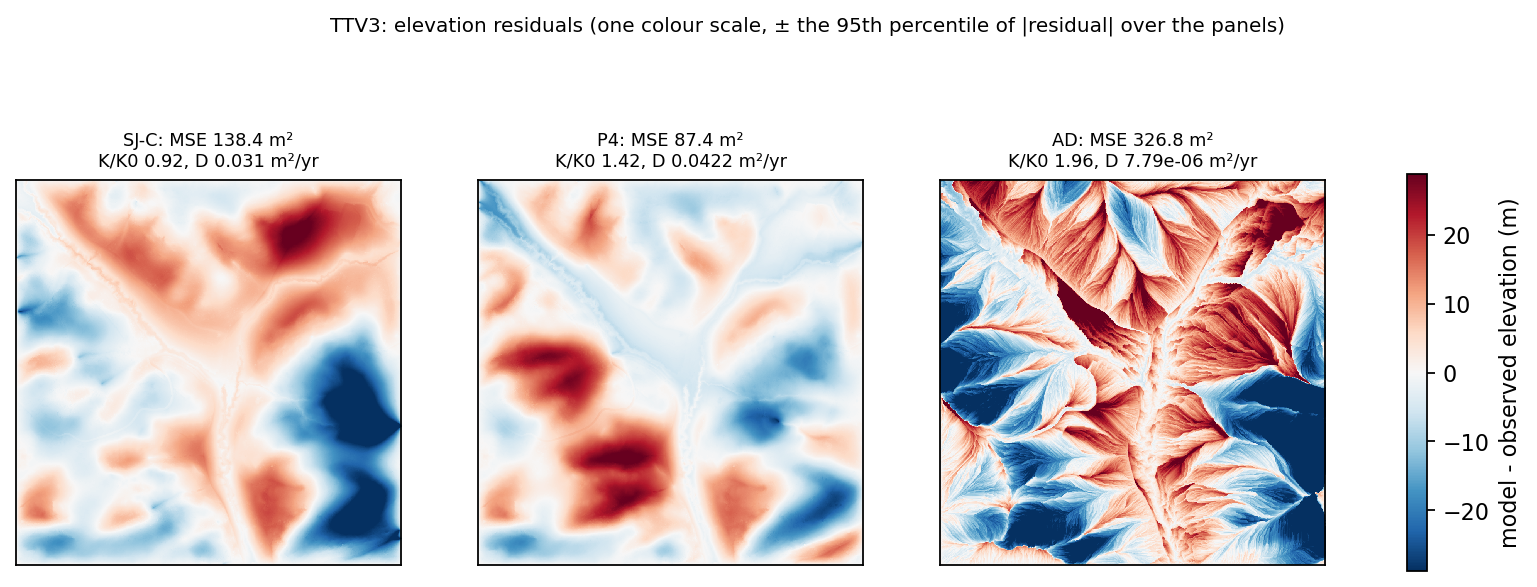 TTV3: elevation residuals (one colour scale, ± the 95th percentile of |residual| over the panels)
SJ-C: MSE 138.4 m²
K/K0 0.92, D 0.031 m²/yr
P4: MSE 87.4 m²
K/K0 1.42, D 0.0422 m²/yr
AD: MSE 326.8 m²
K/K0 1.96, D 7.79e-06 m²/yr
20
10
0
−10
−20
model - observed elevation (m)